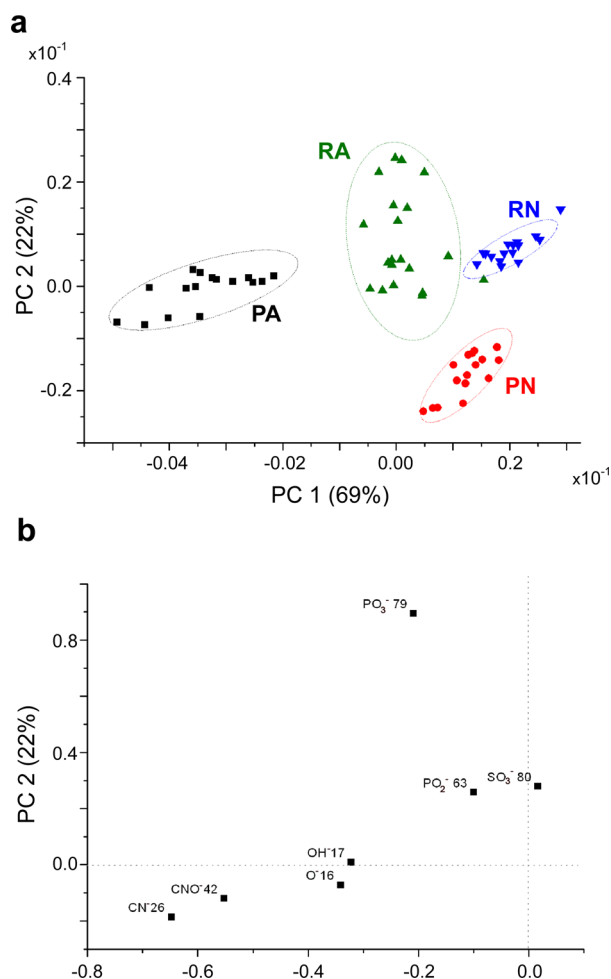 a
x10⁻¹
0.4
0.2
0.0
-0.2
PC 2 (22%)
RA
RN
PA
PN
-0.04
-0.02
0.00
0.2
x10⁻¹
PC 1 (69%)
b
0.8
0.4
0.0
PC 2 (22%)
PO₃⁻ 79
PO₂⁻ 63
SO₃⁻ 80
OH⁻17
O⁻16
CNO⁻42
CN⁻26
-0.8
-0.6
-0.4
-0.2
0.0